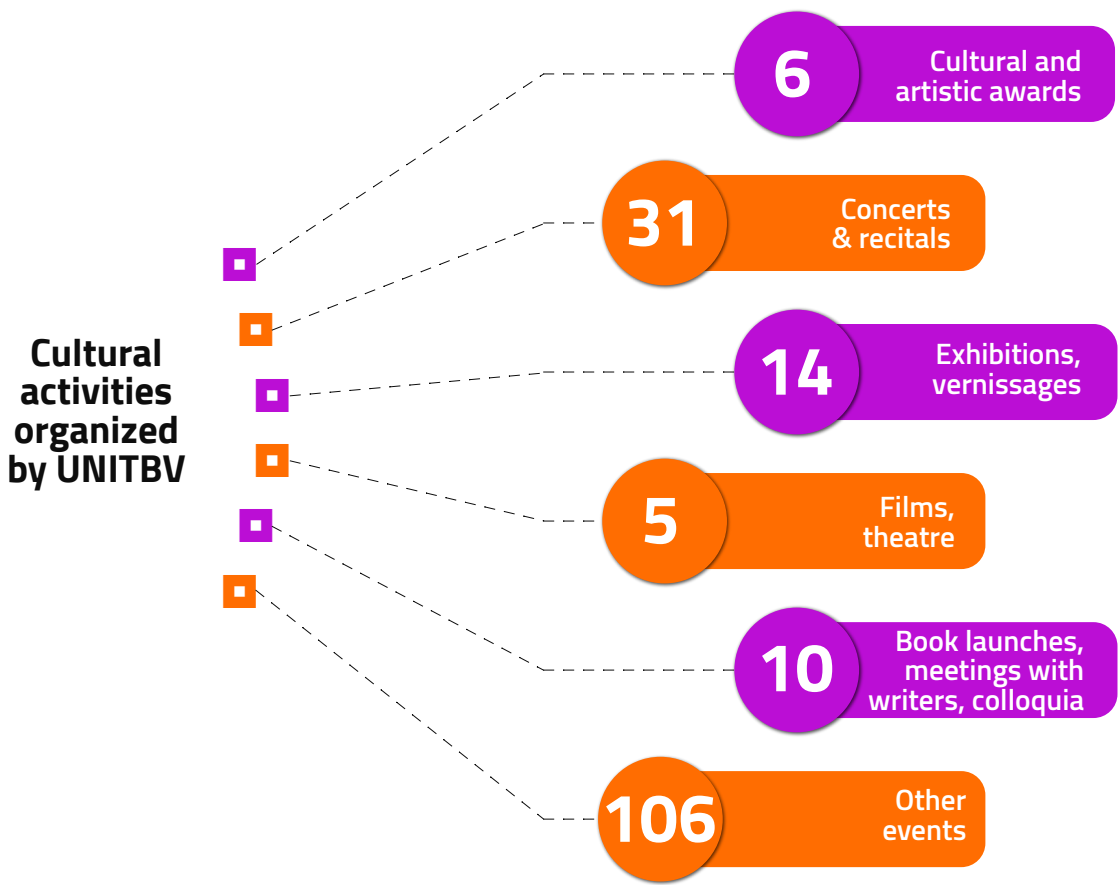 Cultural
activities
organized
by UNITBV
6
Cultural and
artistic awards
31
Concerts
& recitals
14
Exhibitions,
vernissages
5
Films,
theatre
10
Book launches,
meetings with
writers, colloquia
106
Other
events